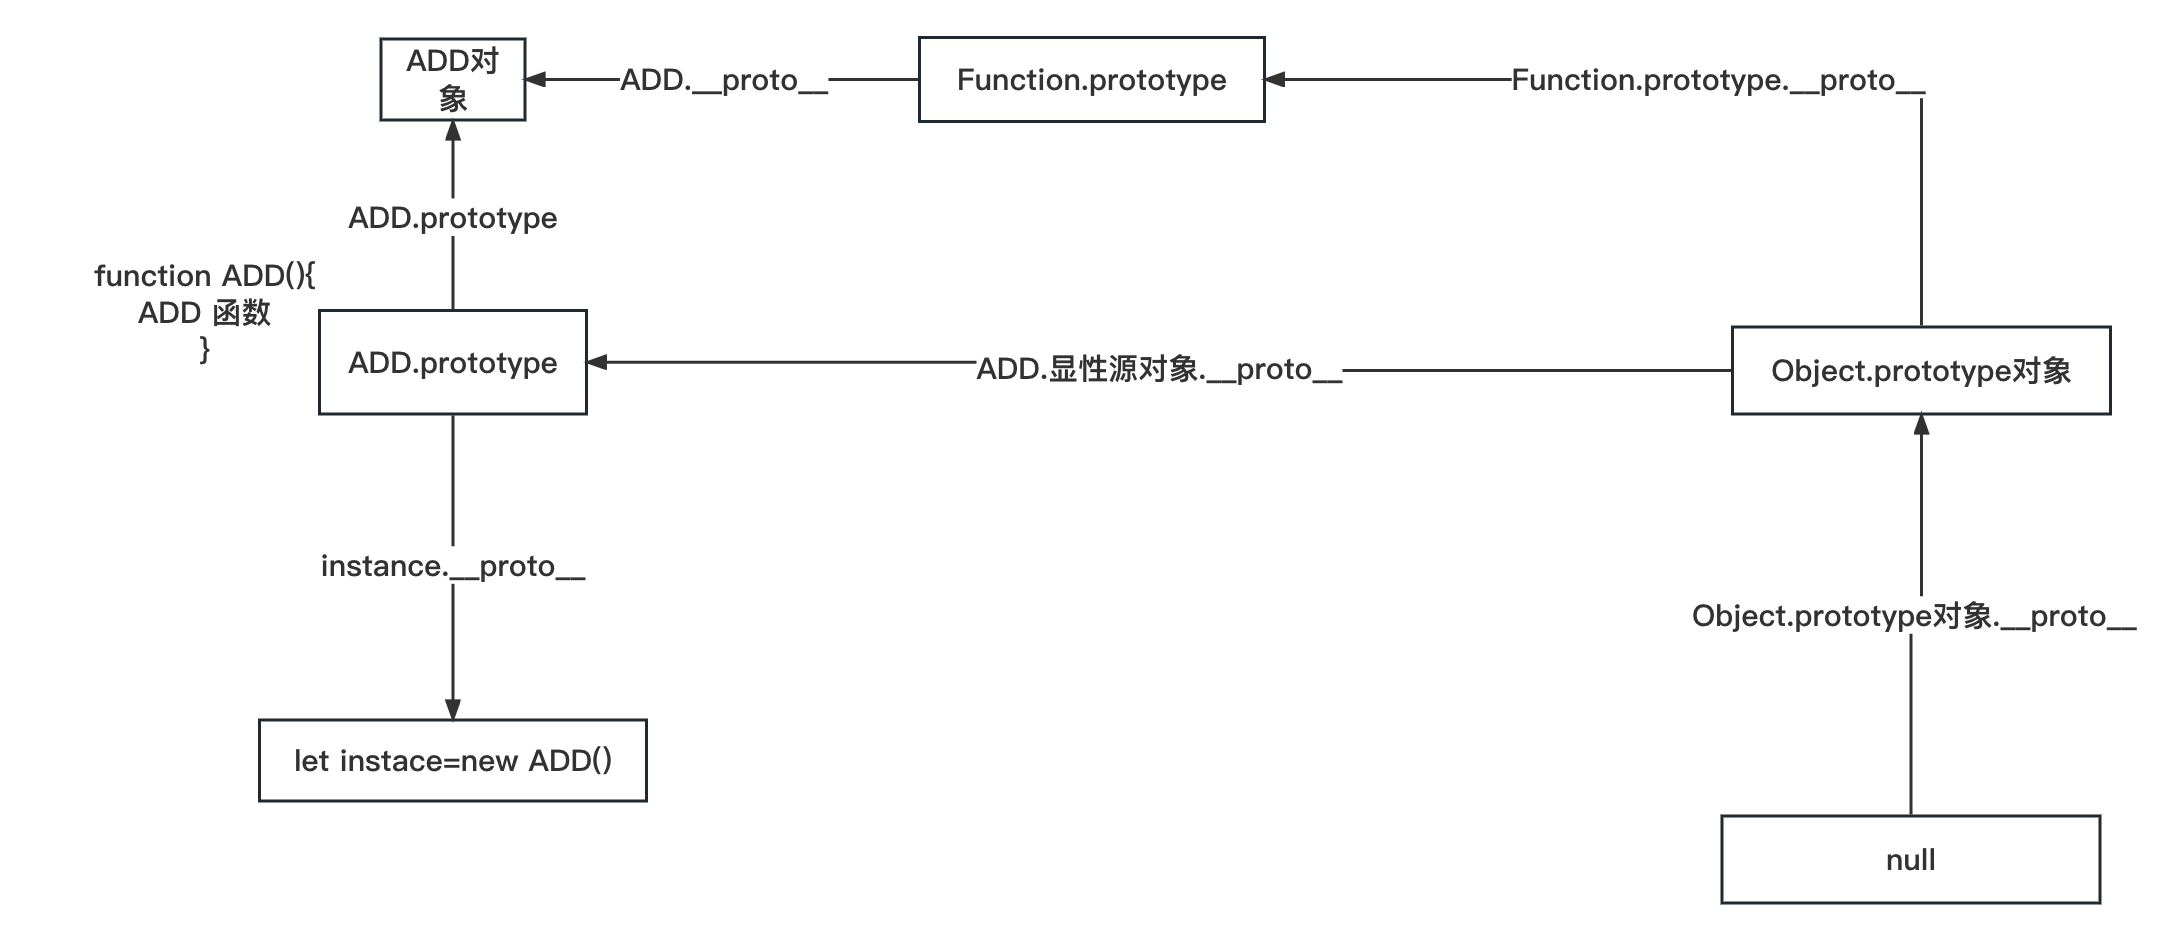 ADD对
象
ADD.__proto__
Function.prototype
Function.prototype.__proto__
ADD.prototype
function ADD(){
ADD 函数
}
ADD.prototype
ADD.显性源对象.__proto__
Object.prototype对象
instance.__proto__
Object.prototype对象.__proto__
let instace=new ADD()
null